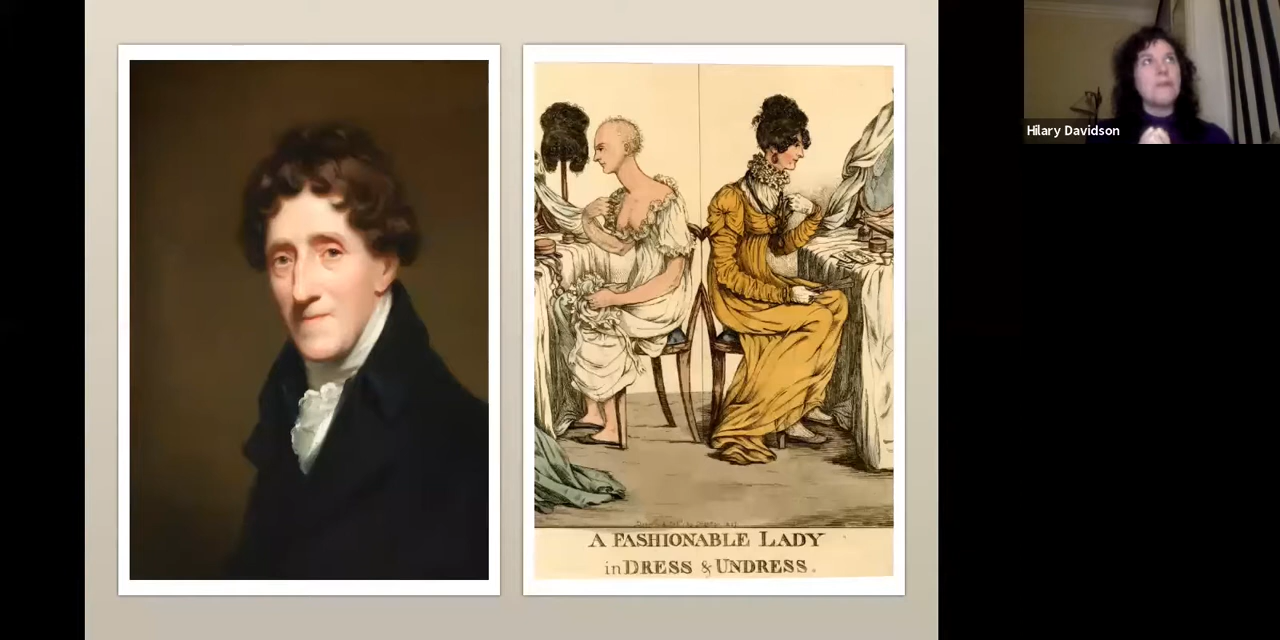 Hilary Davidson
A FASHIONABLE LADY
in DRESS & UNDRESS.